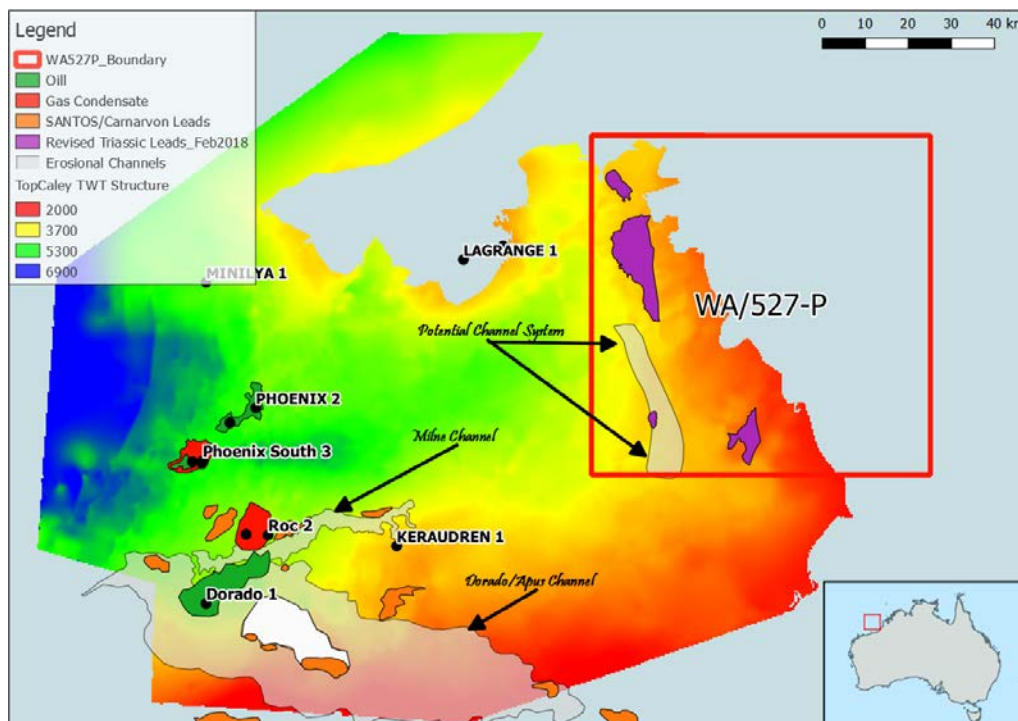 Legend
WA527P_Boundary
Oill
Gas Condensate
SANTOS/Carnarvon Leads
Revised Triassic Leads_Feb2018
Erosional Channels
TopCaley TWT Structure
2000
3700
5300
6900
0 10 20 30 40 km
MINILYA 1
LAGRANGE 1
WA/527-P
Potential Channel System
PHOENIX 2
Milne Channel
Phoenix South 3
Roc 2
KERAUDREN 1
Dorado/Apus Channel
Dorado 1